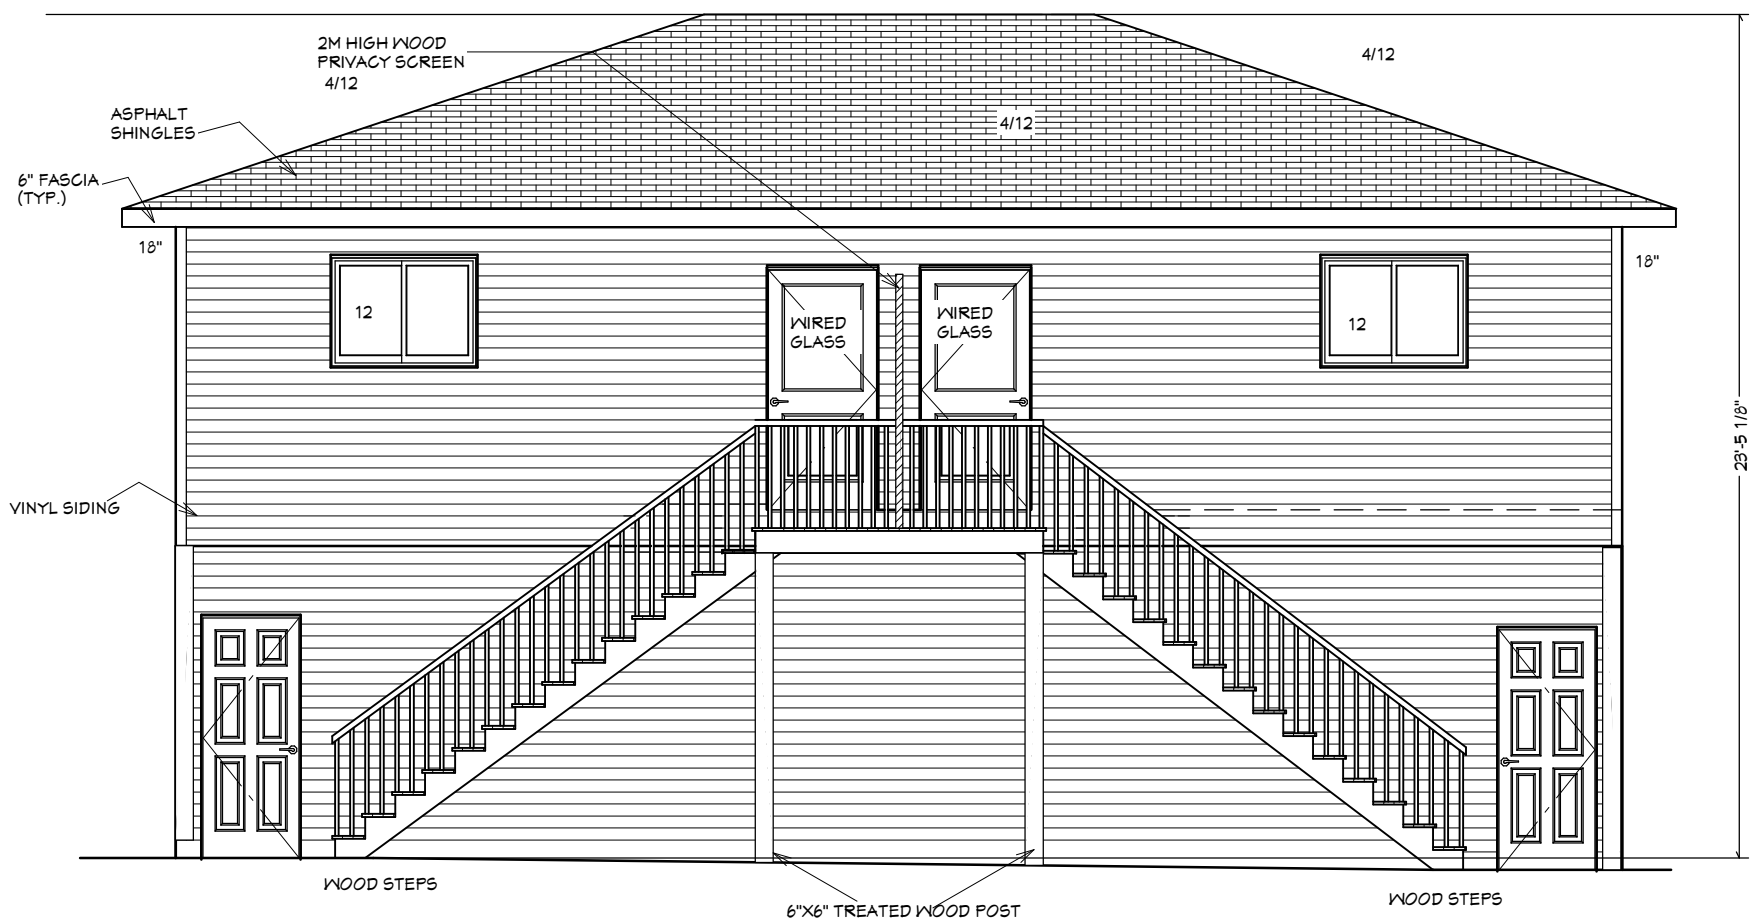 2M HIGH WOOD
PRIVACY SCREEN
4/12
4/12
ASPHALT
SHINGLES
4/12
6" FASCIA
(TYP.)
18"
18"
12
12
WIRED
GLASS
WIRED
GLASS
23'-5 1/8"
VINYL SIDING
WOOD STEPS
WOOD STEPS
6"X6" TREATED WOOD POST